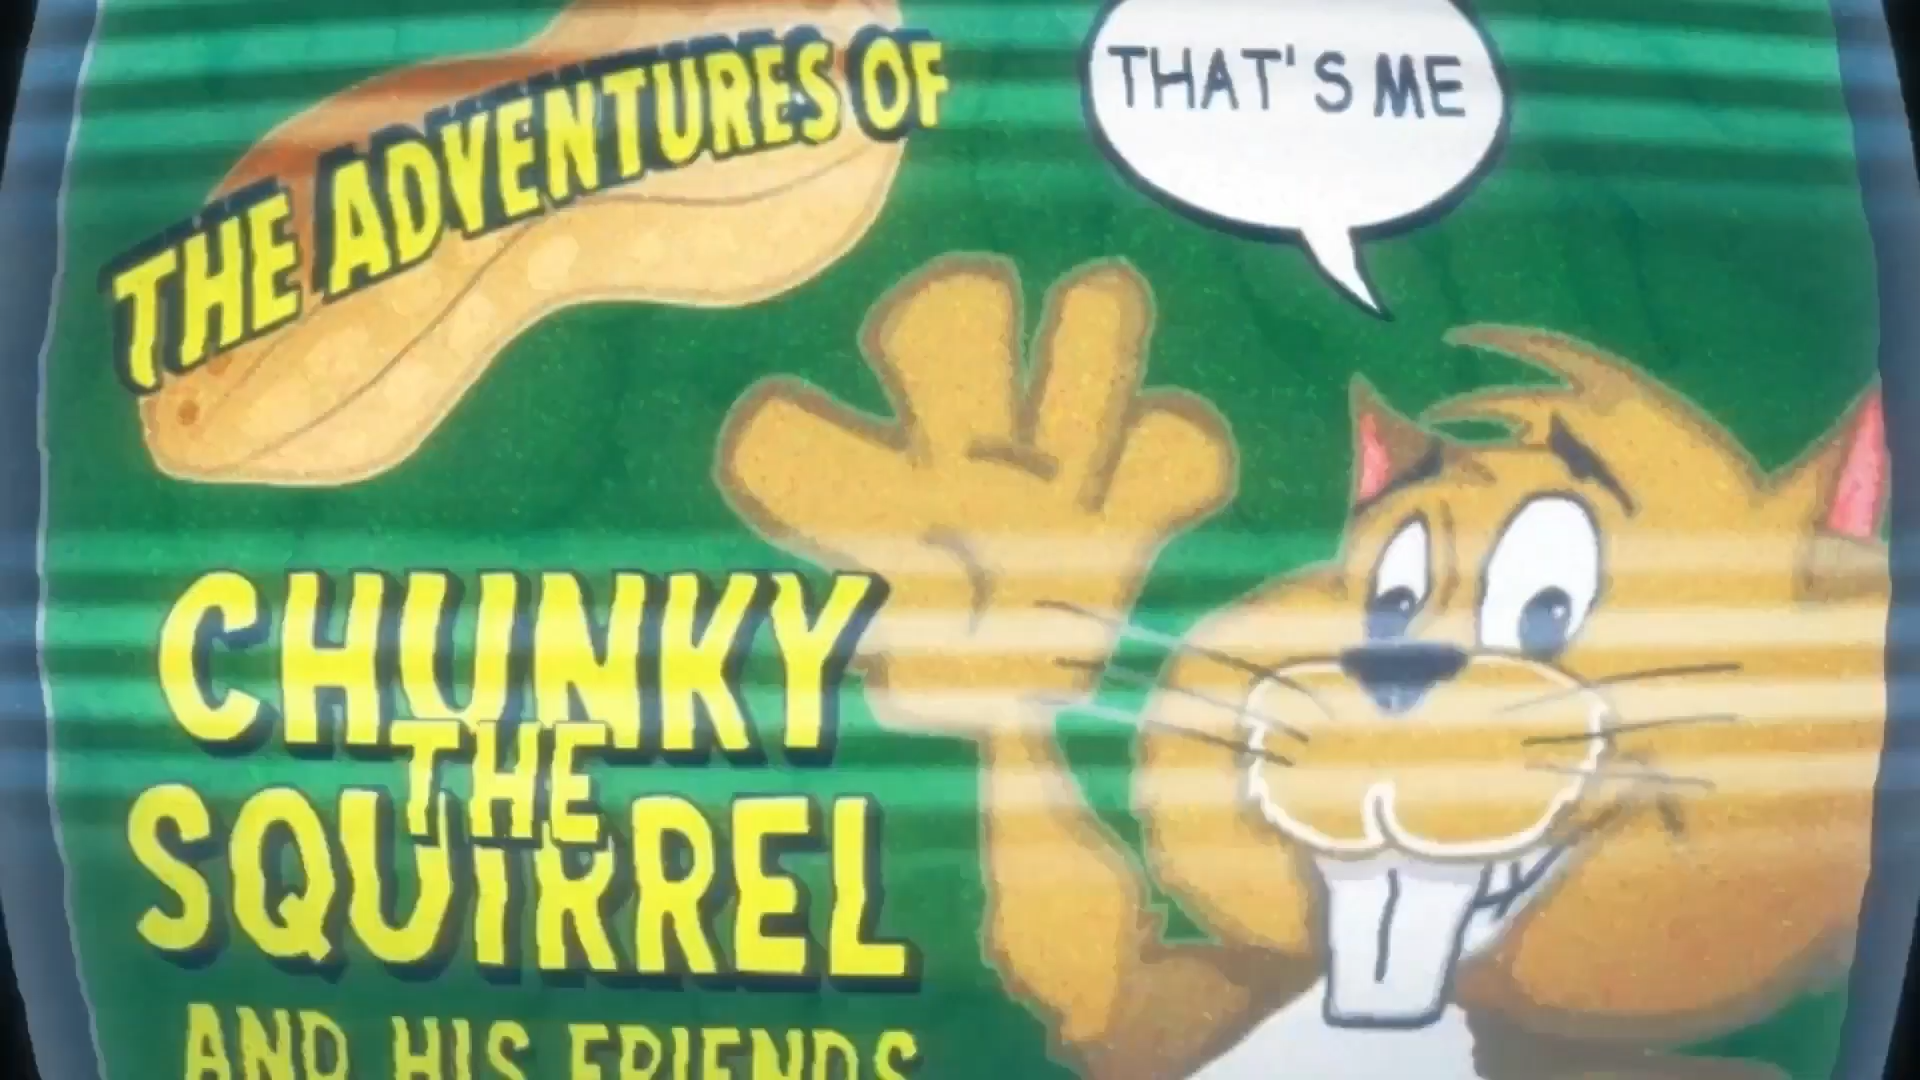 THE ADVENTURES OF
THAT'S ME
CHUNKY
THE
SQUIRREL
AND HIS FRIENDS